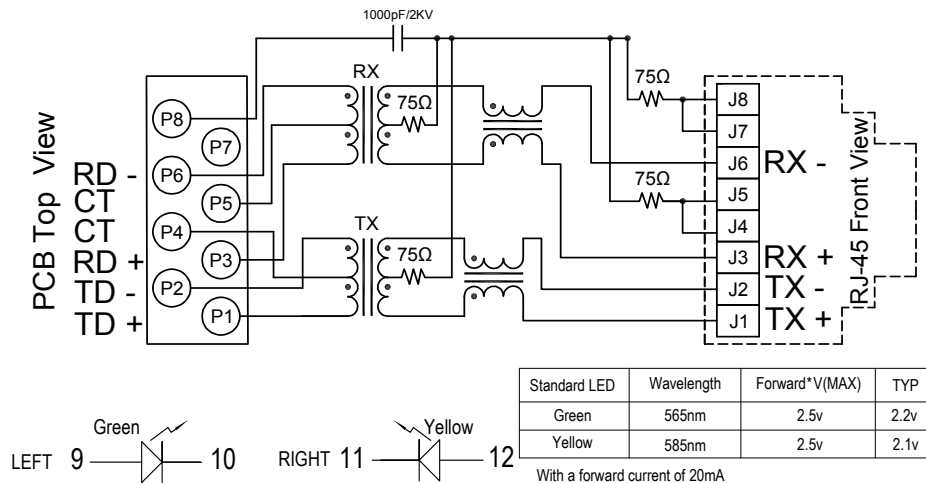 1000pF/2KV
RX
75Ω
75Ω
P8
J8
P7
J7
PCB Top View
RD -
P6
J6
RX -
CT
P5
75Ω
J5
CT
P4
TX
J4
RD +
P3
75Ω
J3
RX +
TD -
P2
J2
TX -
TD +
P1
J1
TX +
RJ-45 Front View
Standard LED Wavelength Forward*V(MAX) TYP
Green 565nm 2.5v 2.2v
Yellow 585nm 2.5v 2.1v
With a forward current of 20mA
Green
LEFT 9 10
Yellow
RIGHT 11 12